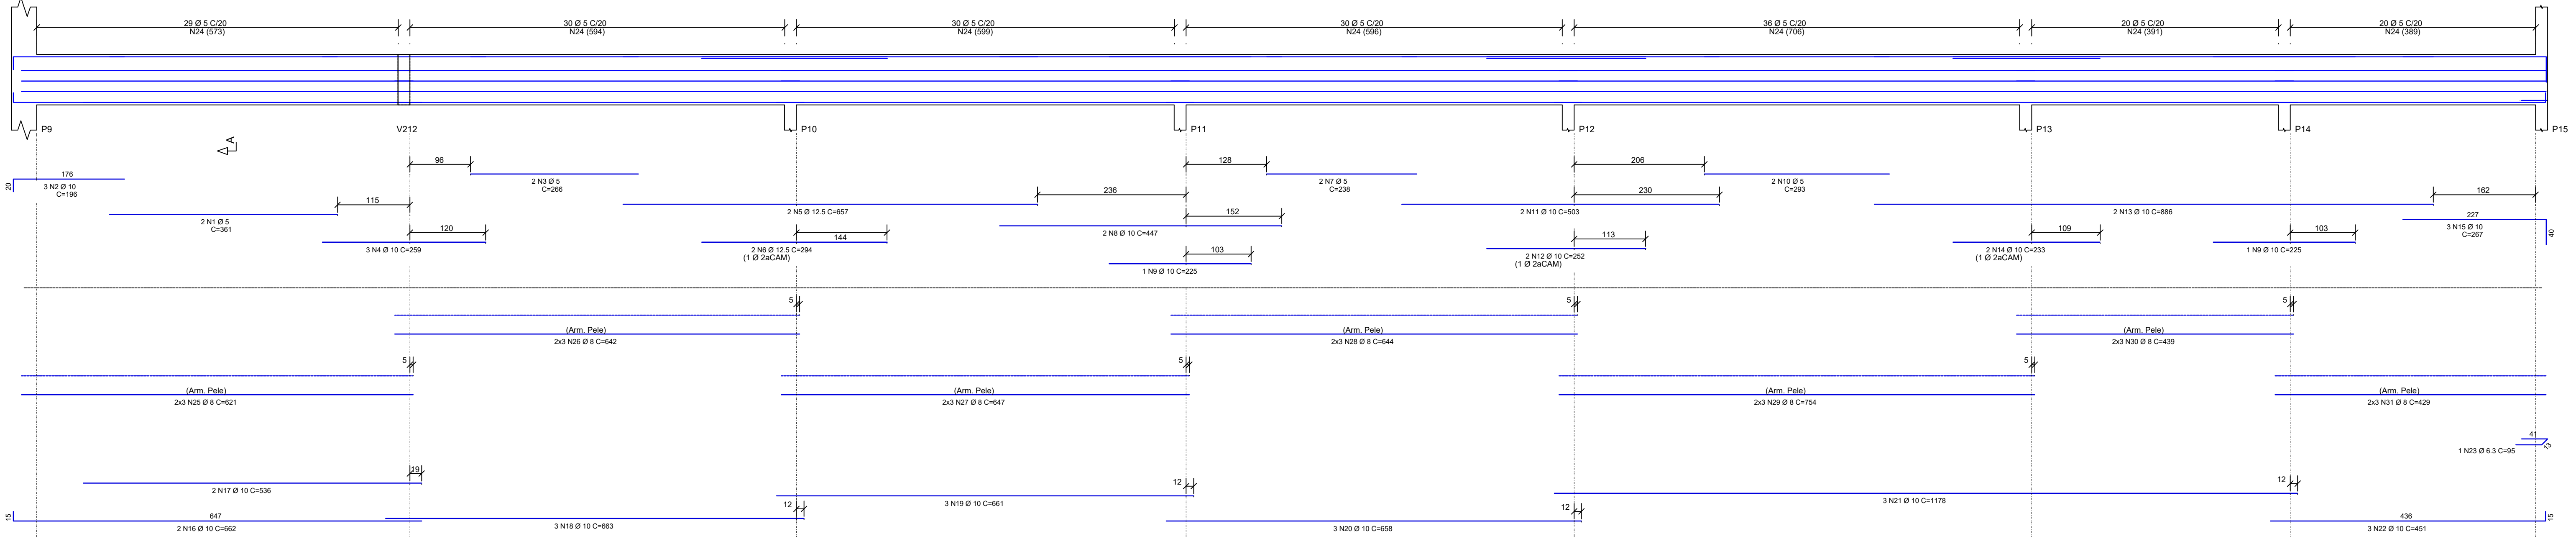 29 Ø 5 C/20
N24 (573)
30 Ø 5 C/20
N24 (594)
30 Ø 5 C/20
N24 (599)
30 Ø 5 C/20
N24 (596)
36 Ø 5 C/20
N24 (706)
20 Ø 5 C/20
N24 (391)
20 Ø 5 C/20
N24 (389)
P9
V212
P10
P11
P12
P13
P14
P15
A
20
176
3 N2 Ø 10
C=196
115
2 N1 Ø 5
C=361
96
2 N3 Ø 5
C=266
120
3 N4 Ø 10 C=259
236
2 N5 Ø 12.5 C=657
144
2 N6 Ø 12.5 C=294
(1 Ø 2aCAM)
128
2 N7 Ø 5
C=238
152
2 N8 Ø 10 C=447
103
1 N9 Ø 10 C=225
206
2 N10 Ø 5
C=293
230
2 N11 Ø 10 C=503
113
2 N12 Ø 10 C=252
(1 Ø 2aCAM)
162
2 N13 Ø 10 C=886
109
2 N14 Ø 10 C=233
(1 Ø 2aCAM)
103
1 N9 Ø 10 C=225
227
3 N15 Ø 10
C=267
40
5
(Arm. Pele)
2x3 N26 Ø 8 C=642
5
(Arm. Pele)
2x3 N28 Ø 8 C=644
5
(Arm. Pele)
2x3 N30 Ø 8 C=439
5
(Arm. Pele)
2x3 N25 Ø 8 C=621
5
(Arm. Pele)
2x3 N27 Ø 8 C=647
5
(Arm. Pele)
2x3 N29 Ø 8 C=754
(Arm. Pele)
2x3 N31 Ø 8 C=429
41
1 N23 Ø 6.3 C=95
19
2 N17 Ø 10 C=536
12
3 N19 Ø 10 C=661
12
3 N21 Ø 10 C=1178
15
647
2 N16 Ø 10 C=662
12
3 N18 Ø 10 C=663
12
3 N20 Ø 10 C=658
436
3 N22 Ø 10 C=451
15